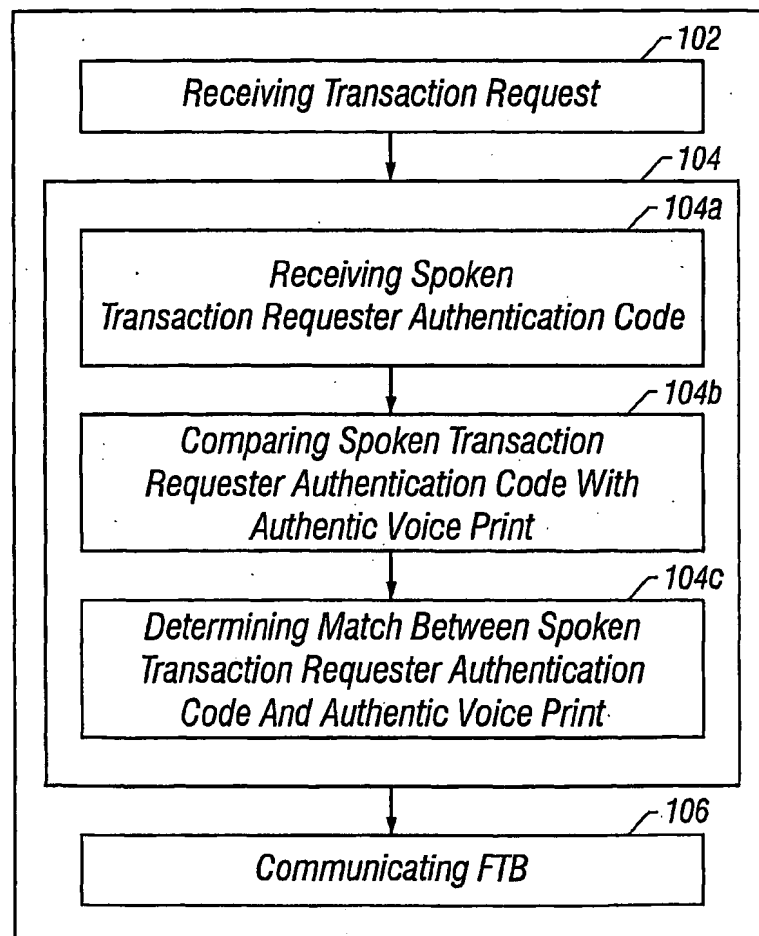 102
Receiving Transaction Request
104
104a
Receiving Spoken
Transaction Requester Authentication Code
104b
Comparing Spoken Transaction
Requester Authentication Code With
Authentic Voice Print
104c
Determining Match Between Spoken
Transaction Requester Authentication
Code And Authentic Voice Print
106
Communicating FTB